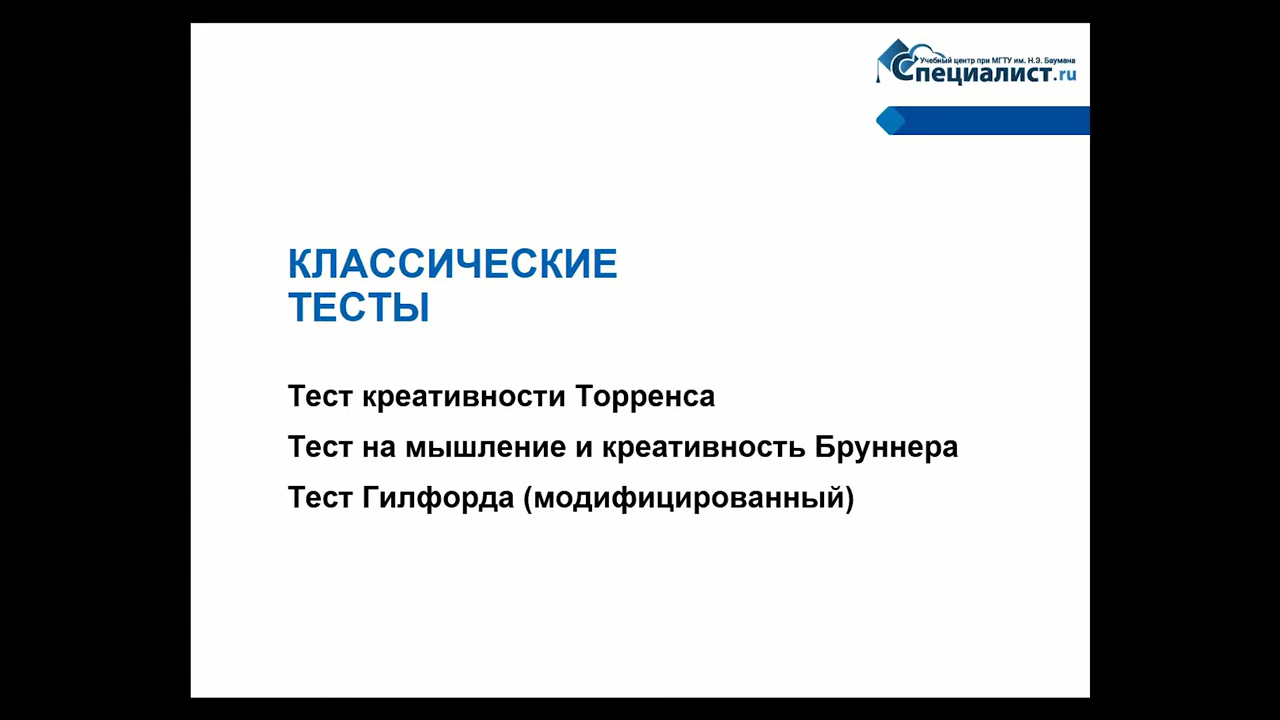 Учебный центр при МГТУ им. Н.Э. Баумана
Специалист.ru
КЛАССИЧЕСКИЕ
ТЕСТЫ
Тест креативности Торренса
Тест на мышление и креативность Бруннера
Тест Гилфорда (модифицированный)